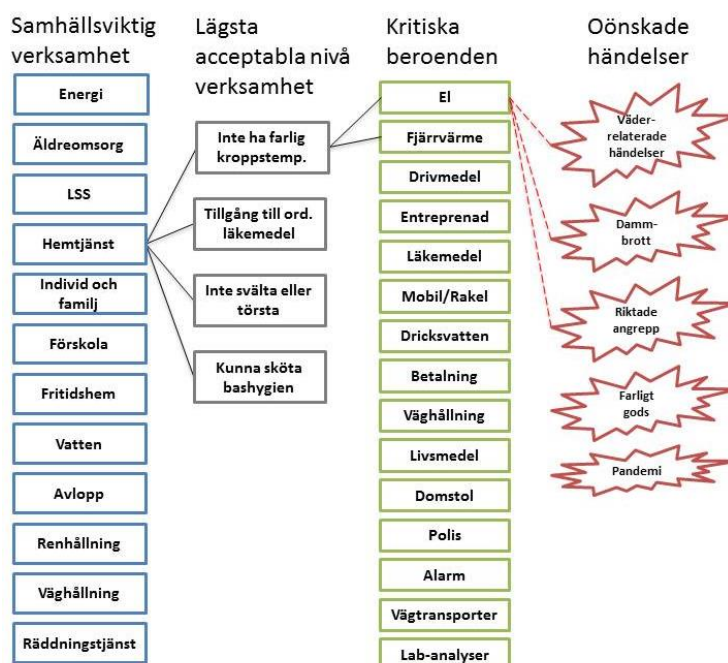 Samhällsviktig
verksamhet
Energi
Äldreomsorg
LSS
Hemtjänst
Individ och
familj
Förskola
Fritidshem
Vatten
Avlopp
Renhållning
Väghållning
Räddningstjänst
Lägsta
acceptabla nivå
verksamhet
Inte ha farlig
kroppstemp.
Tillgång till ord.
läkemedel
Inte svälta eller
törsta
Kunna sköta
bashygien
Kritiska
beroenden
El
Fjärrvärme
Drivmedel
Entreprenad
Läkemedel
Mobil/Rakel
Dricksvatten
Betalning
Väghållning
Livsmedel
Domstol
Polis
Alarm
Vägtransporter
Lab-analyser
Oönskade
händelser
Väder-
relaterade
händelser
Damm-
brott
Riktade
angrepp
Farligt
gods
Pandemi